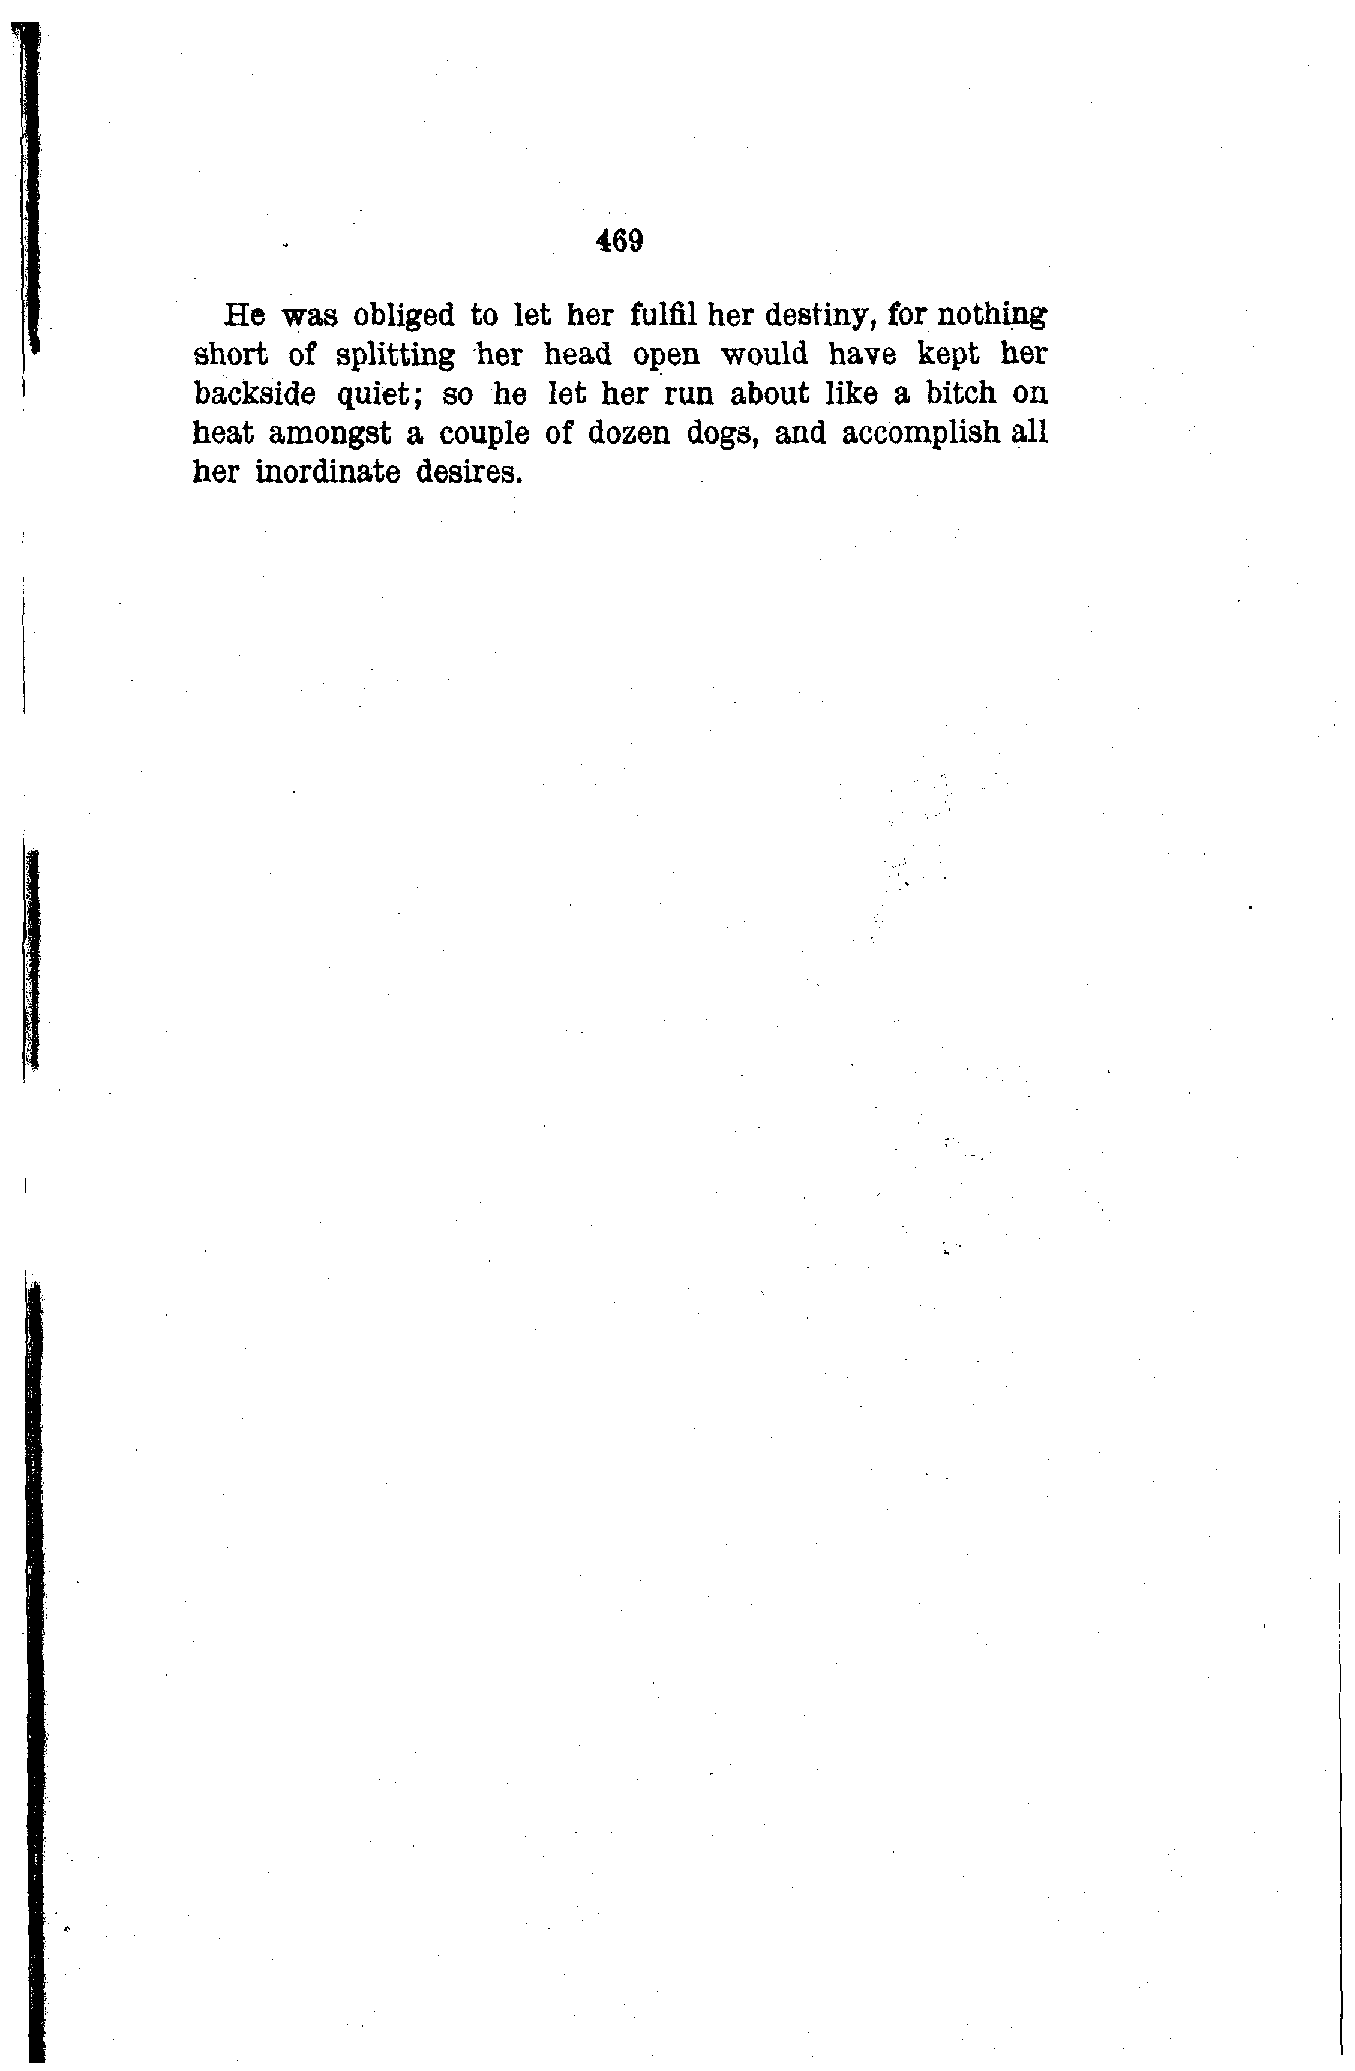 469
He was obliged to let her fulfil her destiny, for nothing
short of splitting her head open would have kept her
backside quiet; so he let her run about like a bitch on
heat amongst a couple of dozen dogs, and accomplish all
her inordinate desires.